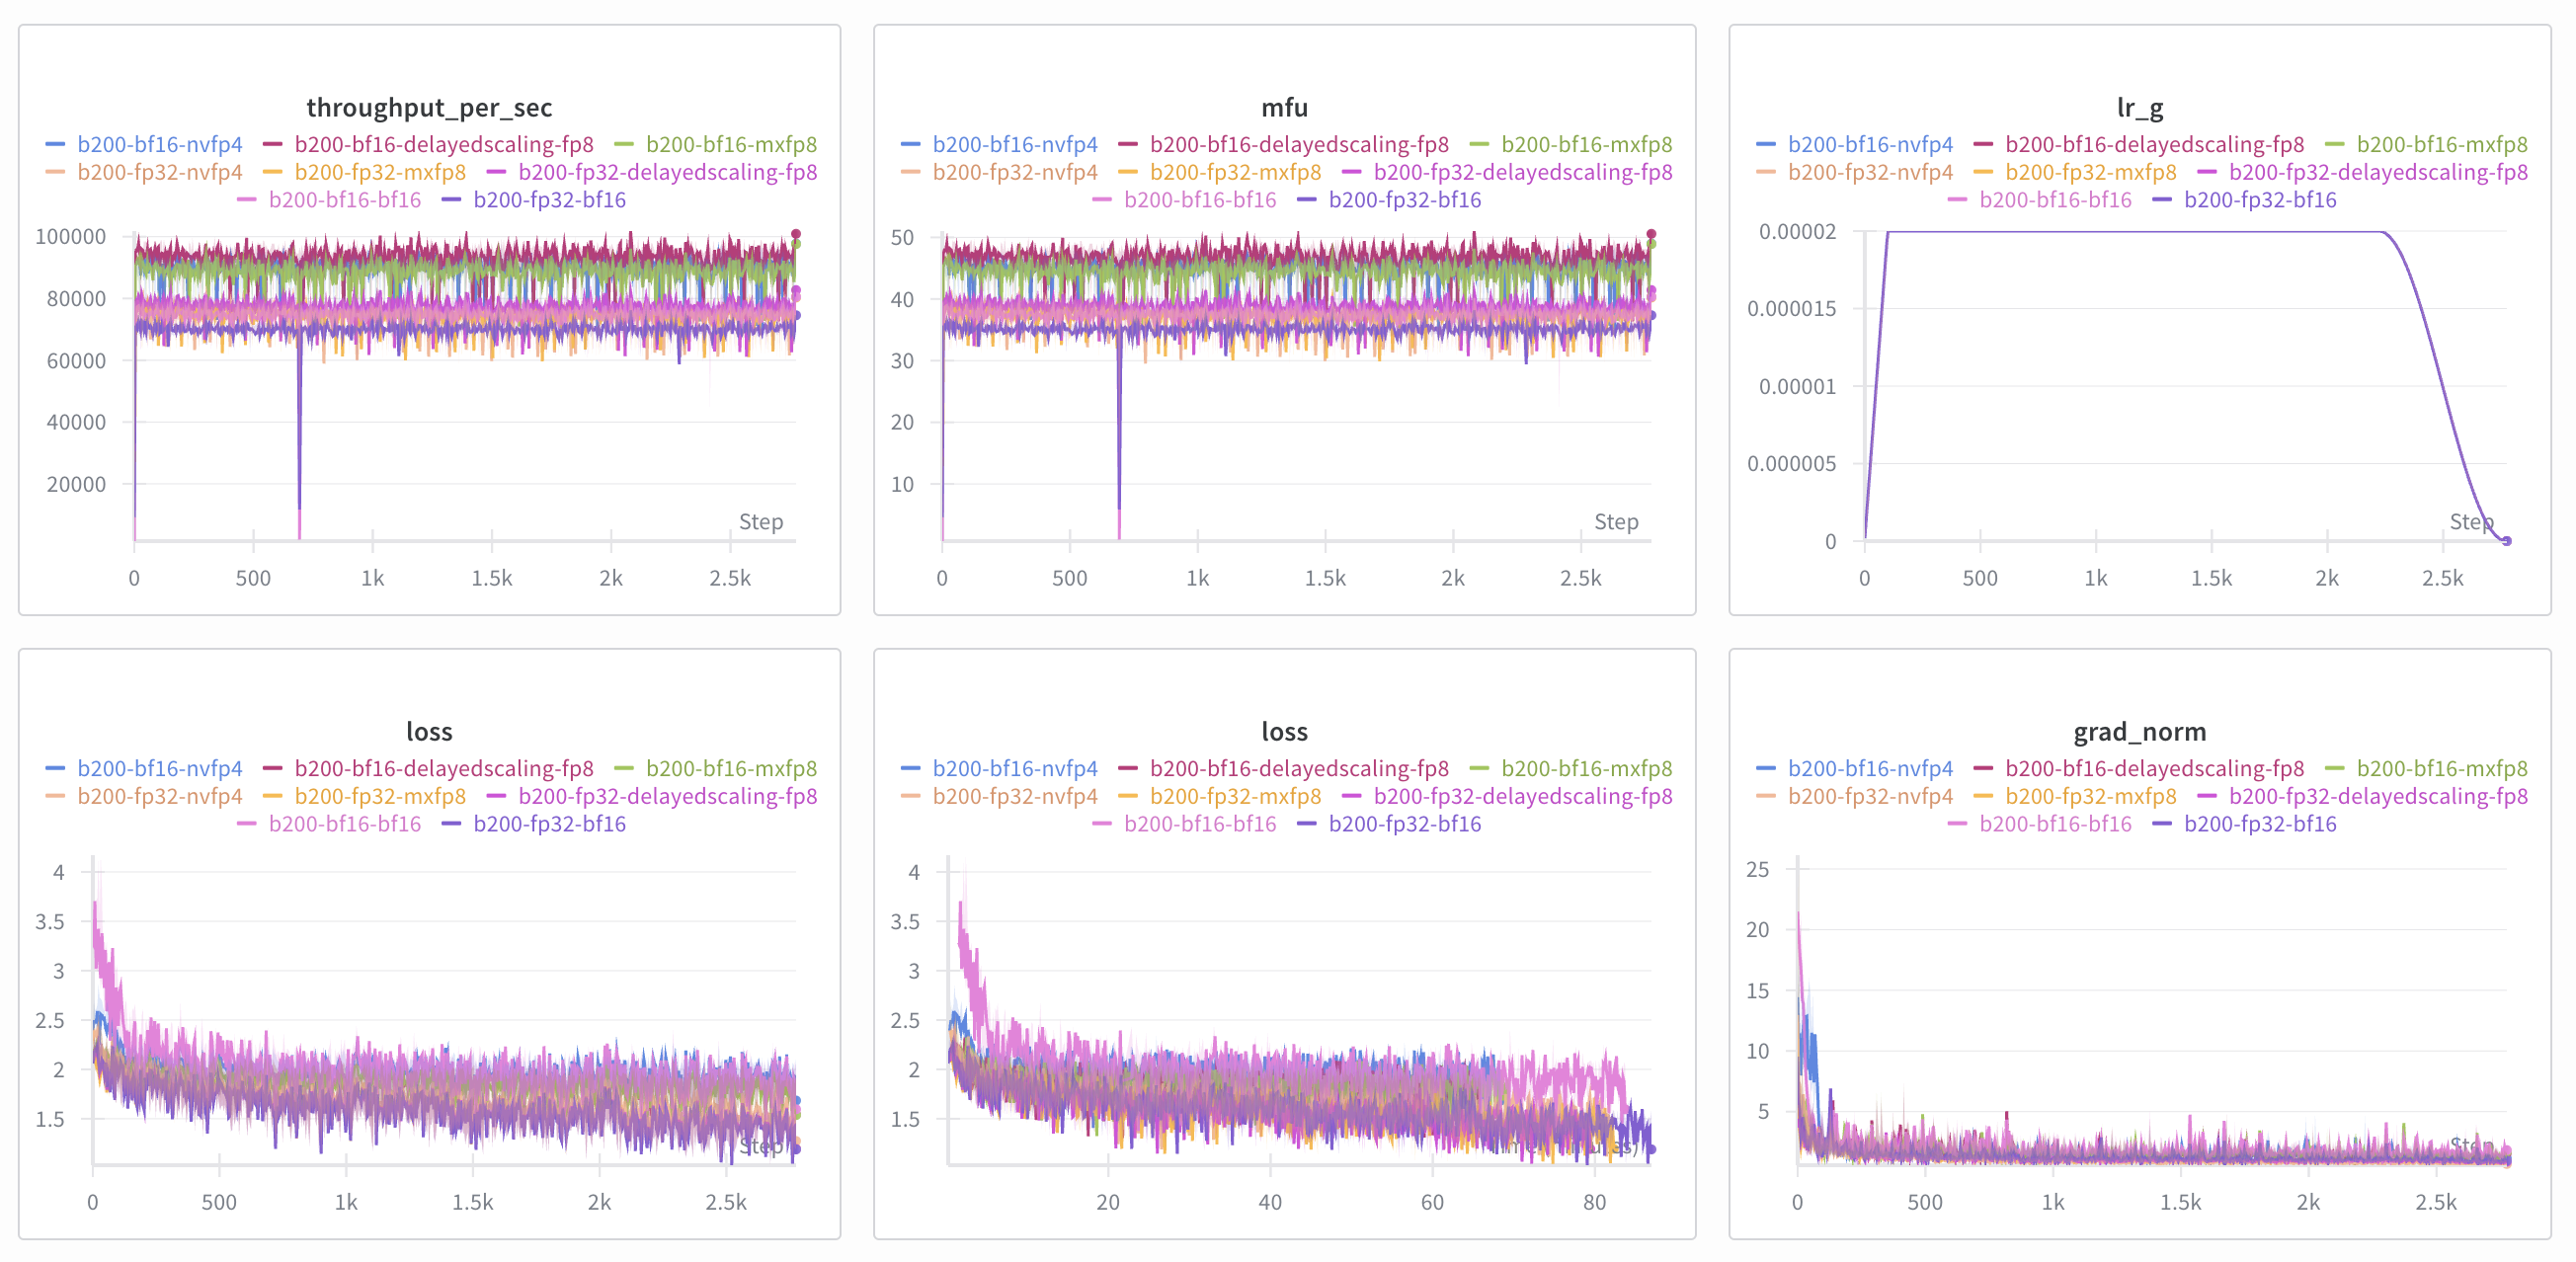 throughput_per_sec
b200-bf16-nvfp4 b200-bf16-delayedscaling-fp8 b200-bf16-mxfp8
b200-fp32-nvfp4 b200-fp32-mxfp8 b200-fp32-delayedscaling-fp8
b200-bf16-bf16 b200-fp32-bf16
100000
80000
60000
40000
20000
Step
0 500 1k 1.5k 2k 2.5k
mfu
b200-bf16-nvfp4 b200-bf16-delayedscaling-fp8 b200-bf16-mxfp8
b200-fp32-nvfp4 b200-fp32-mxfp8 b200-fp32-delayedscaling-fp8
b200-bf16-bf16 b200-fp32-bf16
50
40
30
20
10
Step
0 500 1k 1.5k 2k 2.5k
lr_g
b200-bf16-nvfp4 b200-bf16-delayedscaling-fp8 b200-bf16-mxfp8
b200-fp32-nvfp4 b200-fp32-mxfp8 b200-fp32-delayedscaling-fp8
b200-bf16-bf16 b200-fp32-bf16
0.00002
0.000015
0.00001
0.000005
0
Step
0 500 1k 1.5k 2k 2.5k
loss
b200-bf16-nvfp4 b200-bf16-delayedscaling-fp8 b200-bf16-mxfp8
b200-fp32-nvfp4 b200-fp32-mxfp8 b200-fp32-delayedscaling-fp8
b200-bf16-bf16 b200-fp32-bf16
4
3.5
3
2.5
2
1.5
Step
0 500 1k 1.5k 2k 2.5k
loss
b200-bf16-nvfp4 b200-bf16-delayedscaling-fp8 b200-bf16-mxfp8
b200-fp32-nvfp4 b200-fp32-mxfp8 b200-fp32-delayedscaling-fp8
b200-bf16-bf16 b200-fp32-bf16
4
3.5
3
2.5
2
1.5
20 40 60 80
grad_norm
b200-bf16-nvfp4 b200-bf16-delayedscaling-fp8 b200-bf16-mxfp8
b200-fp32-nvfp4 b200-fp32-mxfp8 b200-fp32-delayedscaling-fp8
b200-bf16-bf16 b200-fp32-bf16
25
20
15
10
5
Step
0 500 1k 1.5k 2k 2.5k